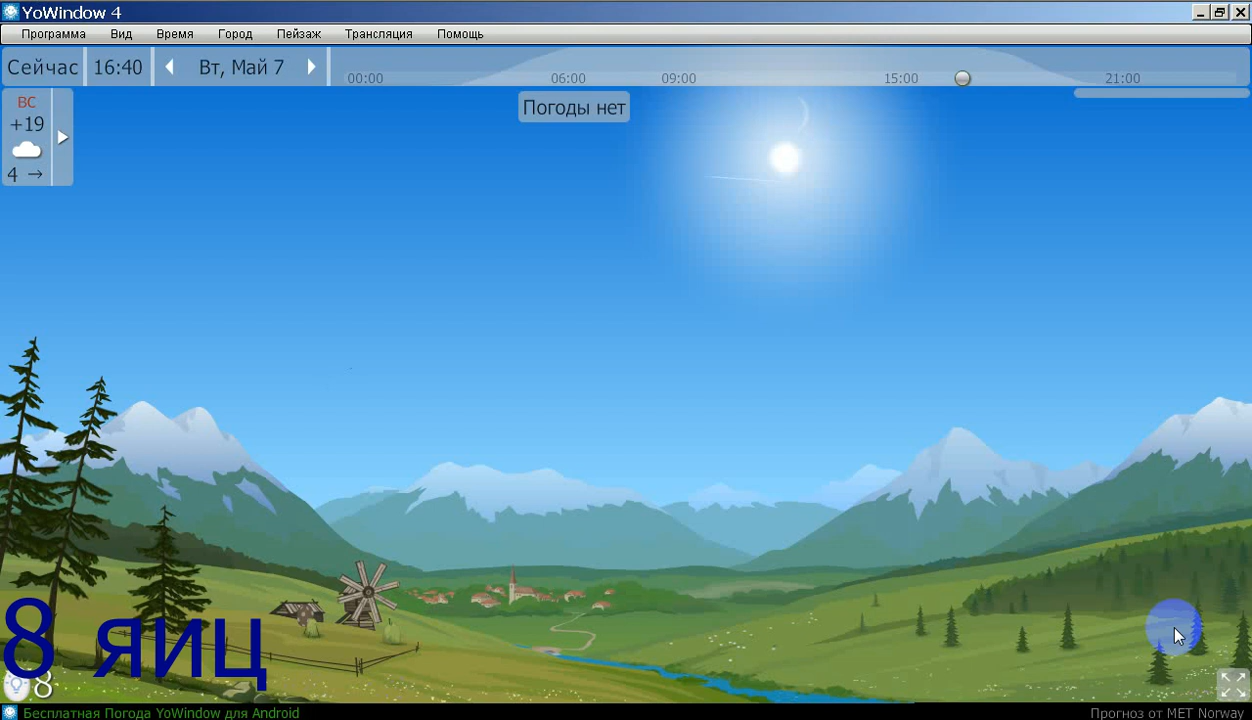 YoWindow 4
Программа Вид Время Город Пейзаж Трансляция Помощь
Сейчас 16:40 Вт, Май 7 00:00 06:00 09:00 15:00 21:00
ВС
+19
4 →
Погоды нет
8 яиц
8
Бесплатная Погода YoWindow для Android
Прогноз от MET Norway